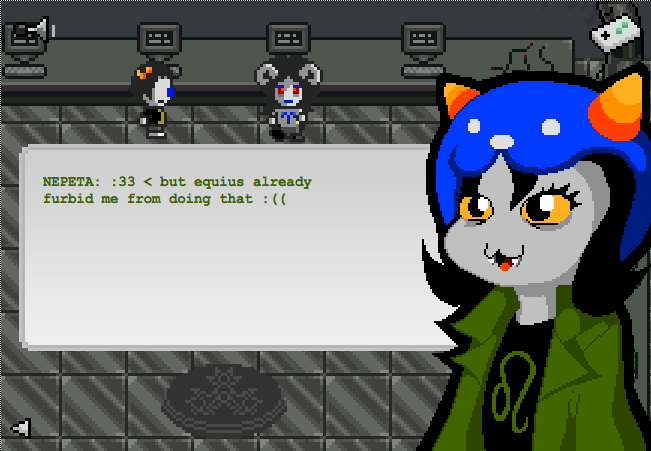 NEPETA: :33 < but equius already
furbid me from doing that :((